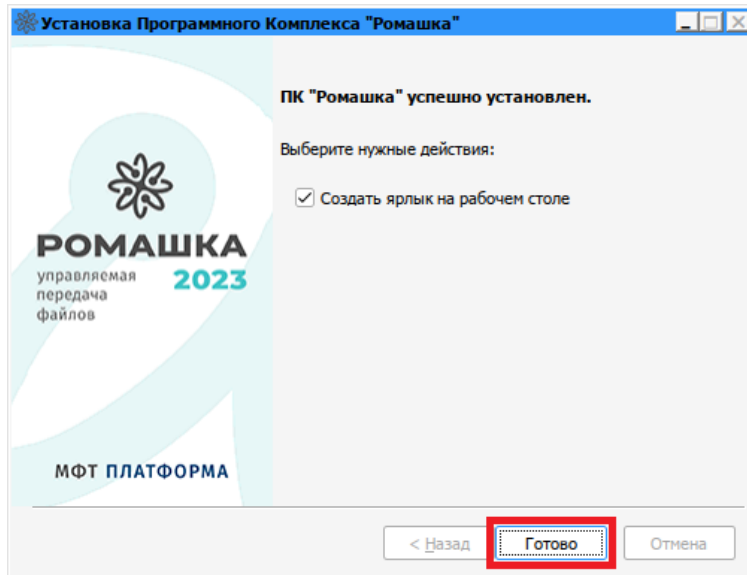 Установка Программного Комплекса "Ромашка"
ПК "Ромашка" успешно установлен.
Выберите нужные действия:
Создать ярлык на рабочем столе
РОМАШКА
управляемая
передача
файлов
2023
МФТ ПЛАТФОРМА
< Назад
Готово
Отмена